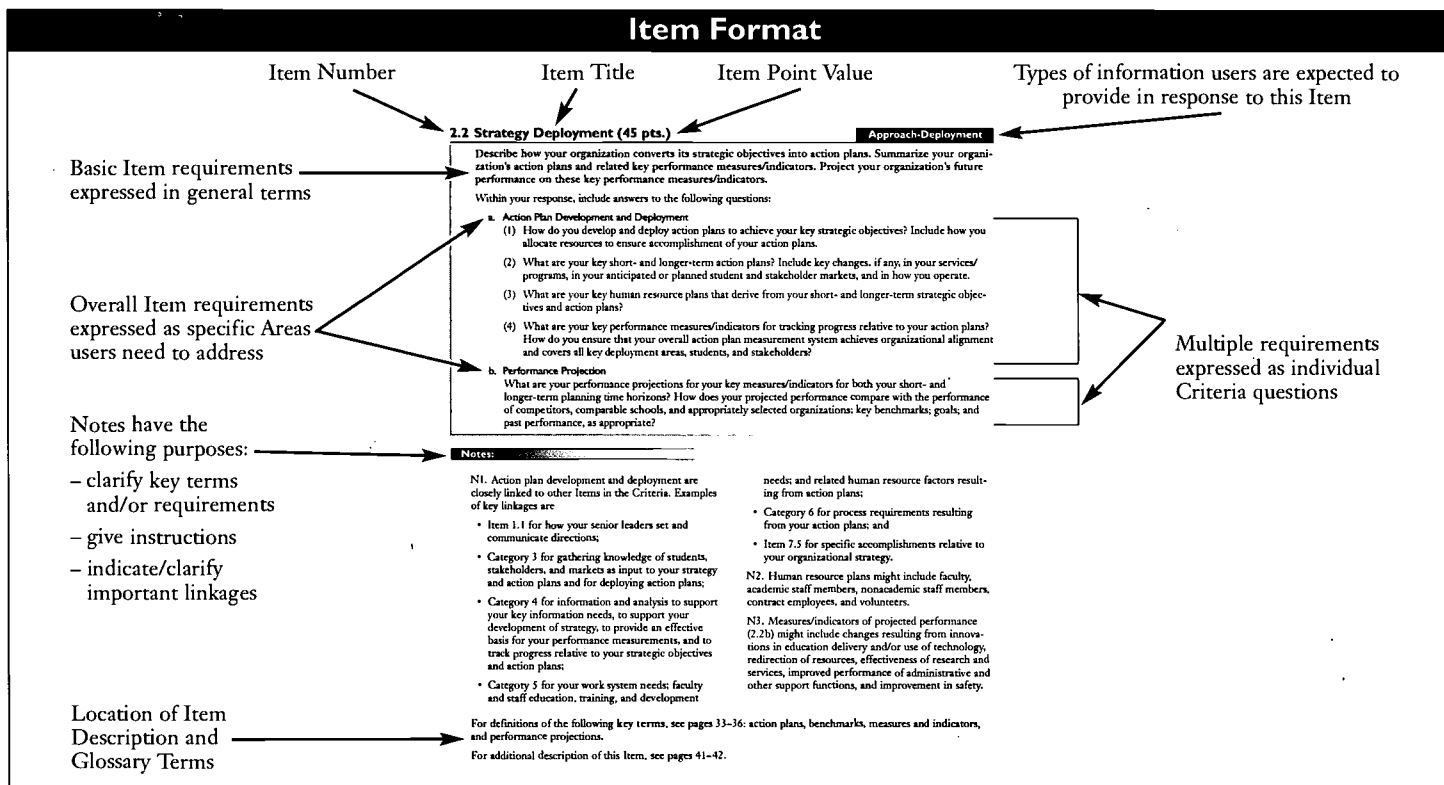 Item Format
Item Number
Item Title
Item Point Value
Types of information users are expected to
provide in response to this Item
2.2 Strategy Deployment (45 pts.)
Approach-Deployment
Basic Item requirements
expressed in general terms
Describe how your organization converts its strategic objectives into action plans. Summarize your organi-
zation's action plans and related key performance measures/indicators. Project your organization's future
performance on these key performance measures/indicators.
Within your response, include answers to the following questions:
Overall Item requirements
expressed as specific Areas
users need to address
a. Action Plan Development and Deployment
(1) How do you develop and deploy action plans to achieve your key strategic objectives? Include how you
allocate resources to ensure accomplishment of your action plans.
(2) What are your key short- and longer-term action plans? Include key changes. if any, in your services/
programs, in your anticipated or planned student and stakeholder markets, and in how you operate.
(3) What are your key human resource plans that derive from your short- and longer-term strategic objec-
tives and action plans?
(4) What are your key performance measures/indicators for tracking progress relative to your action plans?
How do you ensure that your overall action plan measurement system achieves organizational alignment
and covers all key deployment areas, students, and stakeholders?
b. Performance Projection
What are your performance projections for your key measures/indicators for both your short- and
longer-term planning time horizons? How does your projected performance compare with the performance
of competitors, comparable schools, and appropriately selected organizations; key benchmarks; goals; and
past performance, as appropriate?
Multiple requirements
expressed as individual
Criteria questions
Notes have the
following purposes:
– clarify key terms
and/or requirements
– give instructions
– indicate/clarify
important linkages
Notes:
N1. Action plan development and deployment are
closely linked to other Items in the Criteria. Examples
of key linkages are
• Item 1.1 for how your senior leaders set and
communicate directions;
• Category 3 for gathering knowledge of students,
stakeholders, and markets as input to your strategy
and action plans and for deploying action plans;
• Category 4 for information and analysis to support
your key information needs, to support your
development of strategy, to provide an effective
basis for your performance measurements, and to
track progress relative to your strategic objectives
and action plans;
• Category 5 for your work system needs; faculty
and staff education, training, and development
needs; and related human resource factors result-
ing from action plans;
• Category 6 for process requirements resulting
from your action plans; and
• Item 7.5 for specific accomplishments relative to
your organizational strategy.
N2. Human resource plans might include faculty,
academic staff members, nonacademic staff members,
contract employees, and volunteers.
N3. Measures/indicators of projected performance
(2.2b) might include changes resulting from innova-
tions in education delivery and/or use of technology,
redirection of resources, effectiveness of research and
services, improved performance of administrative and
other support functions, and improvement in safety.
Location of Item
Description and
Glossary Terms
For definitions of the following key terms, see pages 33–36: action plans, benchmarks, measures and indicators,
and performance projections.
For additional description of this Item, see pages 41–42.